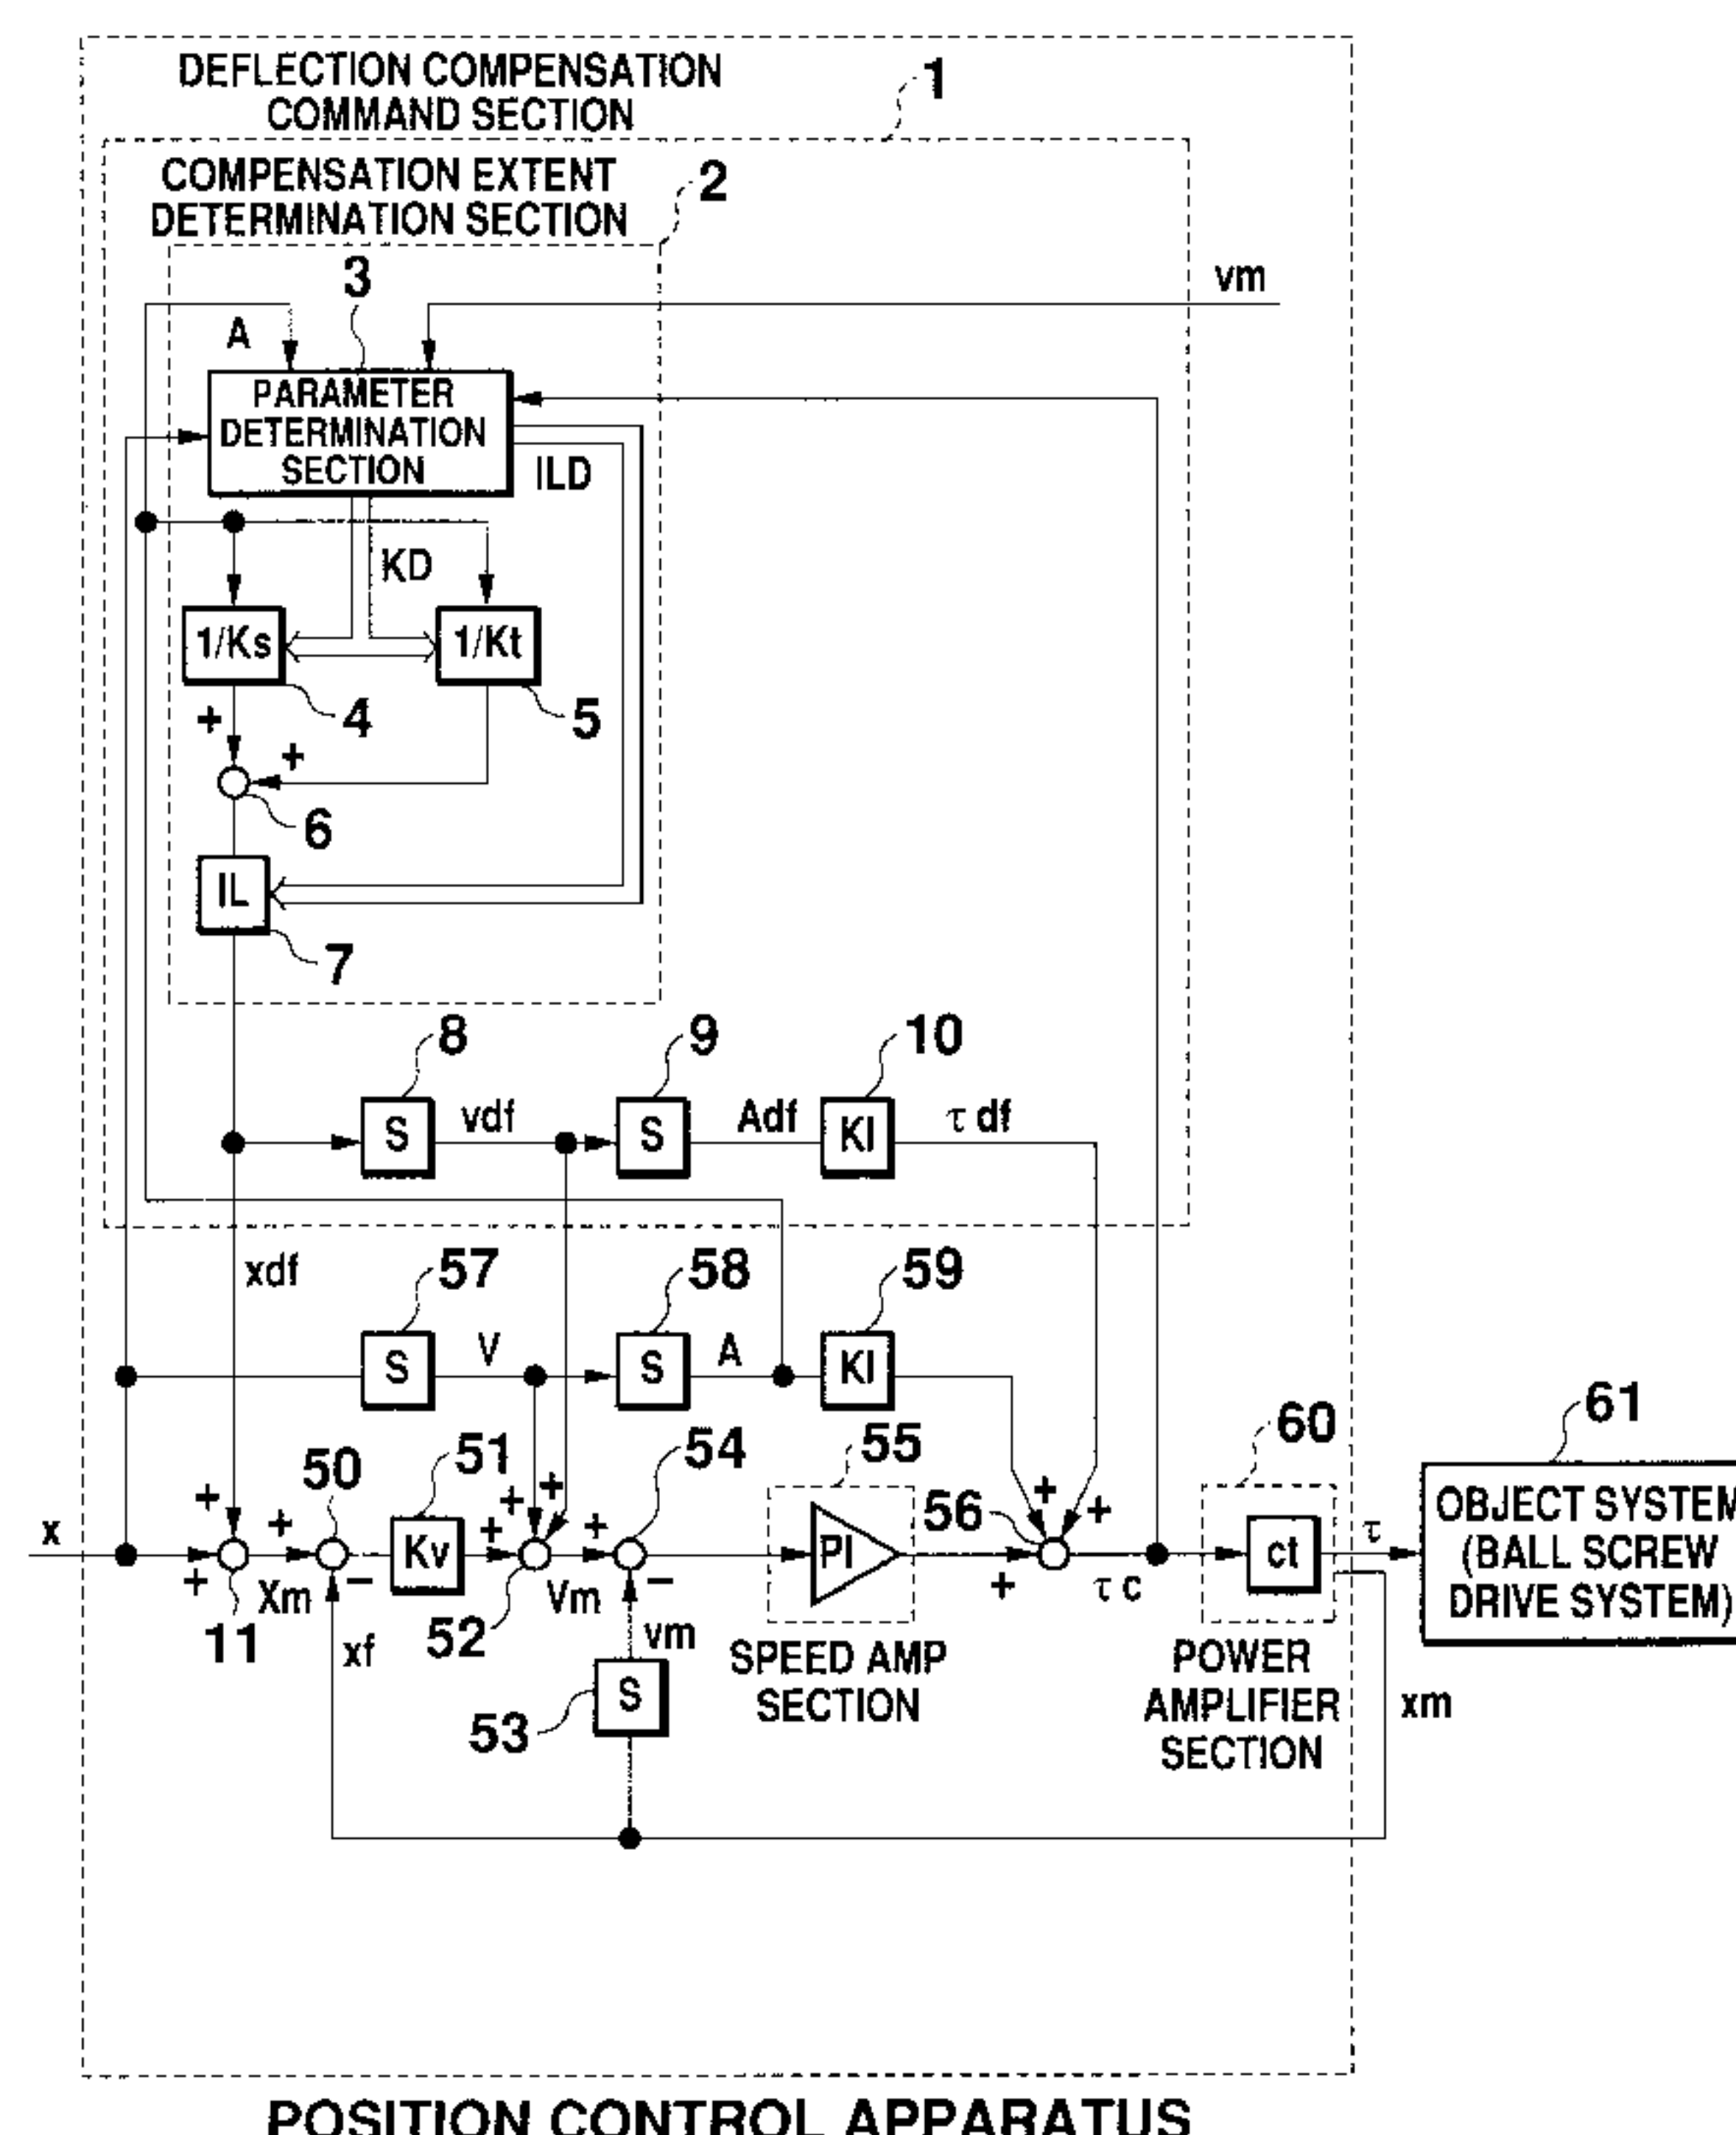 DEFLECTION COMPENSATION
COMMAND SECTION
1
COMPENSATION EXTENT
DETERMINATION SECTION
2
3
vm
A
PARAMETER
DETERMINATION
SECTION
ILD
KD
1/Ks
1/Kt
4
5
+
+
6
IL
7
8
9
10
S
vdf
S
Adf
KI
τ df
xdf
57
58
59
S
V
S
A
KI
50
51
54
55
56
60
61
x
+
+
11
+
Xm
−
xf
Kv
+
+
+
52
+
Vm
−
vm
S
53
PI
SPEED AMP
SECTION
+
+
+
τ c
ct
POWER
AMPLIFIER
SECTION
τ
xm
OBJECT SYSTEM
(BALL SCREW
DRIVE SYSTEM)
POSITION CONTROL APPARATUS